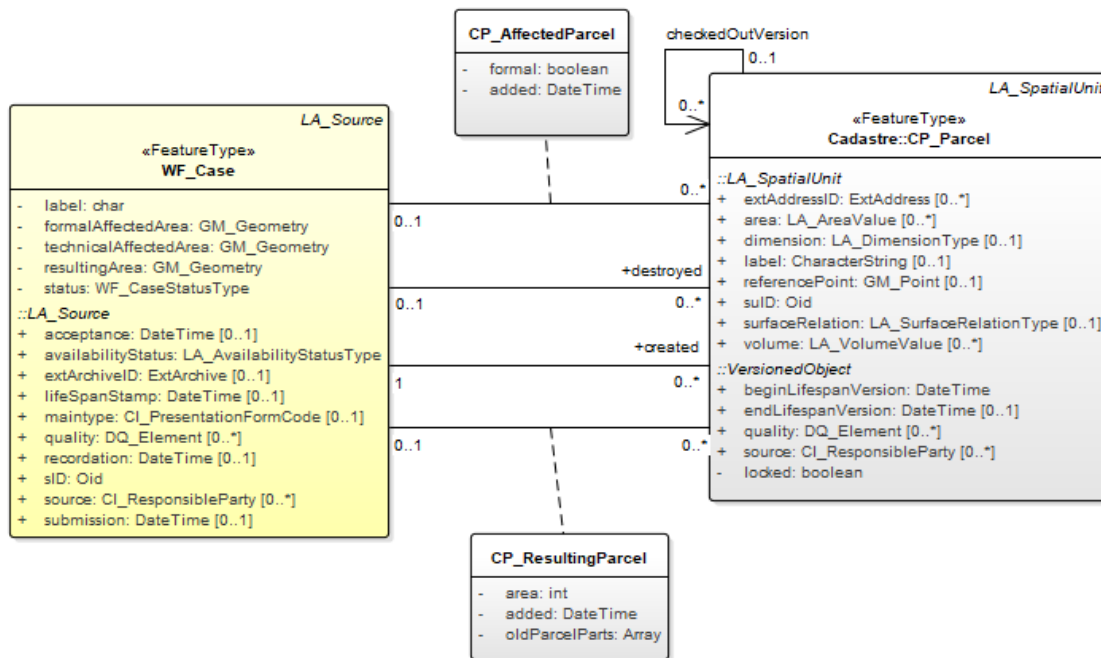 CP_AffectedParcel
- formal: boolean
- added: DateTime
checkedOutVersion
0..1
0..*
LA_Source
«FeatureType»
WF_Case
- label: char
- formalAffectedArea: GM_Geometry
- technicalAffectedArea: GM_Geometry
- resultingArea: GM_Geometry
- status: WF_CaseStatusType
::LA_Source
+ acceptance: DateTime [0..1]
+ availabilityStatus: LA_AvailabilityStatusType
+ extArchiveID: ExtArchive [0..1]
+ lifeSpanStamp: DateTime [0..1]
+ maintype: CI_PresentationFormCode [0..1]
+ quality: DQ_Element [0..*]
+ recordation: DateTime [0..1]
+ sID: Oid
+ source: CI_ResponsibleParty [0..*]
+ submission: DateTime [0..1]
0..1
0..*
+destroyed
0..1
0..*
+created
1
0..*
0..1
0..*
LA_SpatialUnit
«FeatureType»
Cadastre::CP_Parcel
::LA_SpatialUnit
+ extAddressID: ExtAddress [0..*]
+ area: LA_AreaValue [0..*]
+ dimension: LA_DimensionType [0..1]
+ label: CharacterString [0..1]
+ referencePoint: GM_Point [0..1]
+ suID: Oid
+ surfaceRelation: LA_SurfaceRelationType [0..1]
+ volume: LA_VolumeValue [0..*]
::VersionedObject
+ beginLifespanVersion: DateTime
+ endLifespanVersion: DateTime [0..1]
+ quality: DQ_Element [0..*]
+ source: CI_ResponsibleParty [0..*]
- locked: boolean
CP_ResultingParcel
- area: int
- added: DateTime
- oldParcelParts: Array